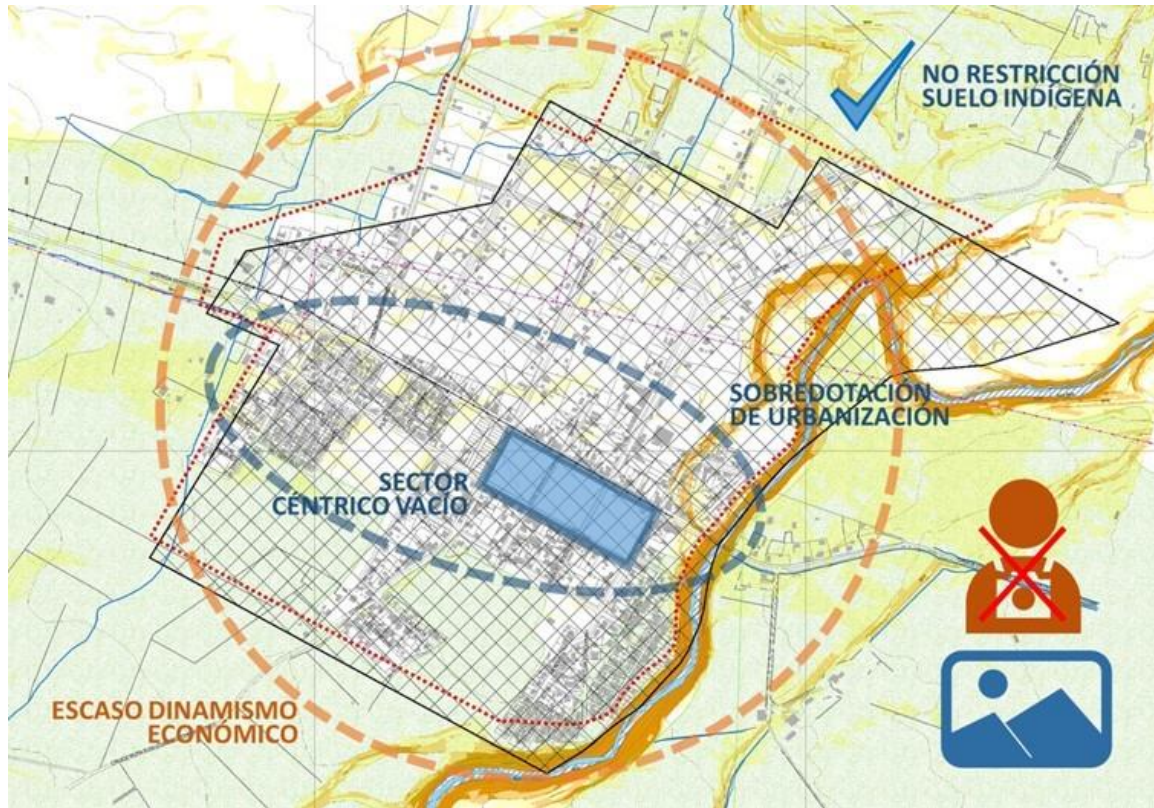 NO RESTRICCIÓN
SUELO INDÍGENA
SOBREDOTACIÓN
DE URBANIZACIÓN
SECTOR
CÉNTRICO VACÍO
ESCASO DINAMISMO
ECONÓMICO